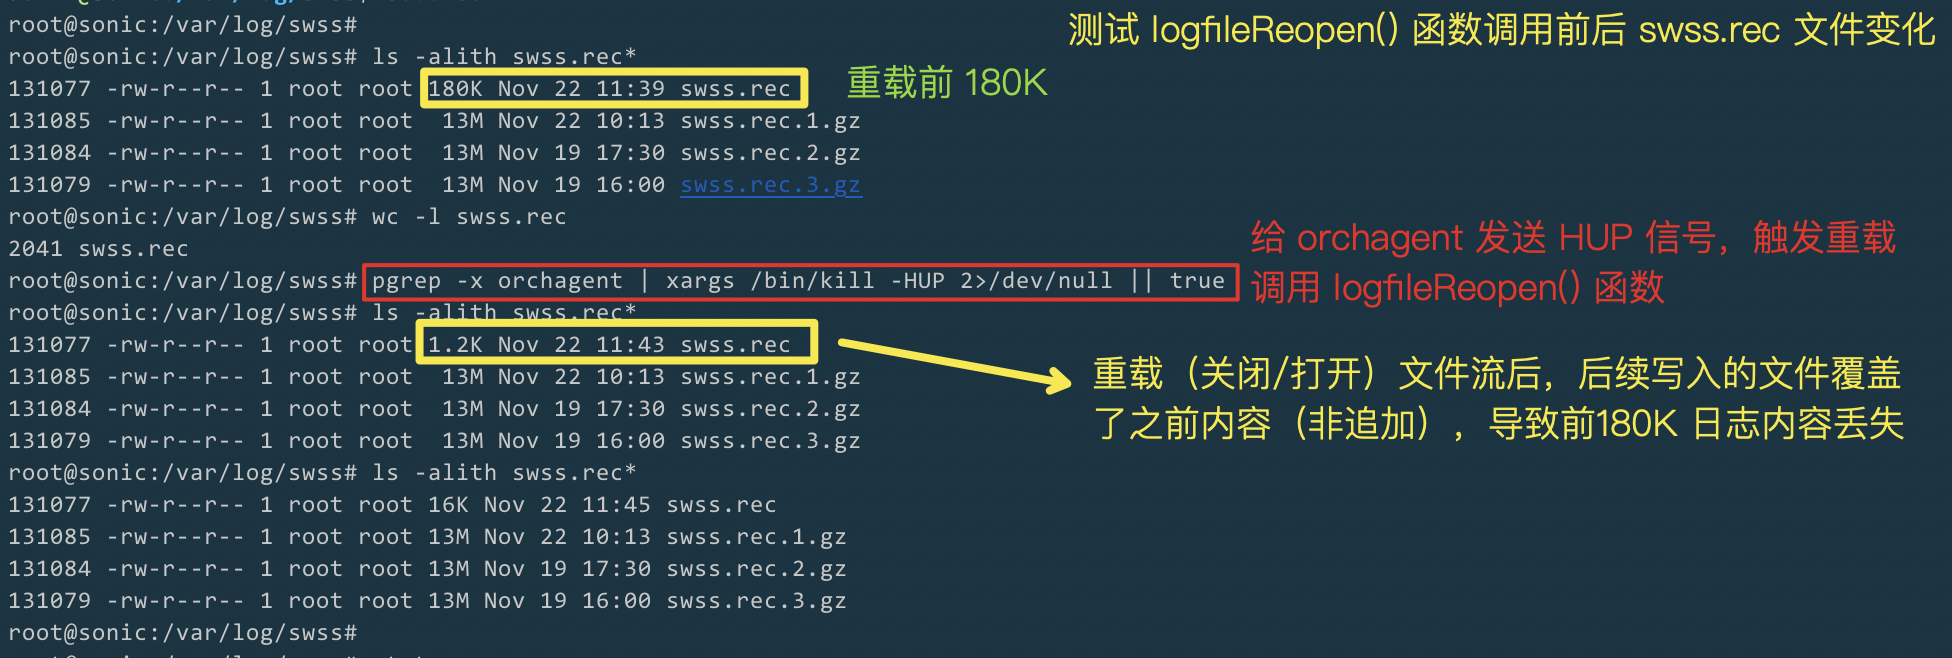 root@sonic:/var/log/swss#
测试 logfileReopen() 函数调用前后 swss.rec 文件变化
root@sonic:/var/log/swss# ls -alith swss.rec*
131077 -rw-r--r-- 1 root root 180K Nov 22 11:39 swss.rec
重载前 180K
131085 -rw-r--r-- 1 root root  13M Nov 22 10:13 swss.rec.1.gz
131084 -rw-r--r-- 1 root root  13M Nov 19 17:30 swss.rec.2.gz
131079 -rw-r--r-- 1 root root  13M Nov 19 16:00 swss.rec.3.gz
root@sonic:/var/log/swss# wc -l swss.rec
2041 swss.rec
root@sonic:/var/log/swss# pgrep -x orchagent | xargs /bin/kill -HUP 2>/dev/null || true
给 orchagent 发送 HUP 信号，触发重载
调用 logfileReopen() 函数
root@sonic:/var/log/swss# ls -alith swss.rec*
131077 -rw-r--r-- 1 root root 1.2K Nov 22 11:43 swss.rec
131085 -rw-r--r-- 1 root root  13M Nov 22 10:13 swss.rec.1.gz
131084 -rw-r--r-- 1 root root  13M Nov 19 17:30 swss.rec.2.gz
131079 -rw-r--r-- 1 root root  13M Nov 19 16:00 swss.rec.3.gz
重载（关闭/打开）文件流后，后续写入的文件覆盖
了之前内容（非追加），导致前180K 日志内容丢失
root@sonic:/var/log/swss# ls -alith swss.rec*
131077 -rw-r--r-- 1 root root 16K Nov 22 11:45 swss.rec
131085 -rw-r--r-- 1 root root 13M Nov 22 10:13 swss.rec.1.gz
131084 -rw-r--r-- 1 root root 13M Nov 19 17:30 swss.rec.2.gz
131079 -rw-r--r-- 1 root root 13M Nov 19 16:00 swss.rec.3.gz
root@sonic:/var/log/swss#